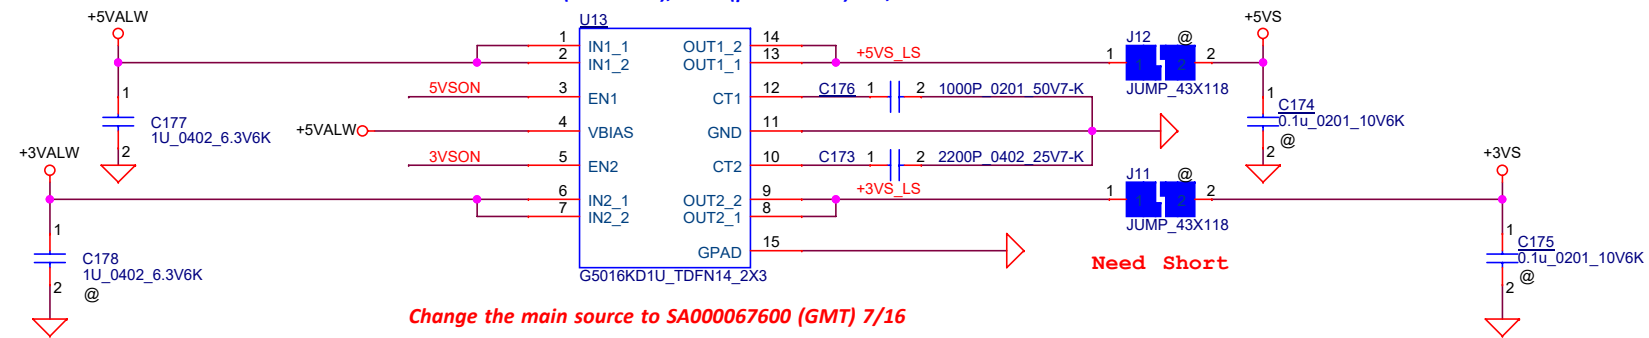 +5VALW
U13
+5VS
1 IN1_1 OUT1_2 14
2 IN1_2 OUT1_1 13 +5VS_LS
1 J12 @ 2
1 2
JUMP_43X118
5VSON 3 EN1 CT1 12 C176 1 2 1000P_0201_50V7-K
1
C177
1U_0402_6.3V6K
2
1
C174
0.1u_0201_10V6K
@
2
+5VALW 4 VBIAS GND 11
3VSON 5 EN2 CT2 10 C173 1 2 2200P_0402_25V7-K
+3VALW
+3VS
6 IN2_1 OUT2_2 9 +3VS_LS
7 IN2_2 OUT2_1 8
1 J11 @ 2
1 2
JUMP_43X118
GPAD 15
G5016KD1U_TDFN14_2X3
1
C178
1U_0402_6.3V6K
2
@
Need Short
1
C175
0.1u_0201_10V6K
2 @
Change the main source to SA000067600 (GMT) 7/16